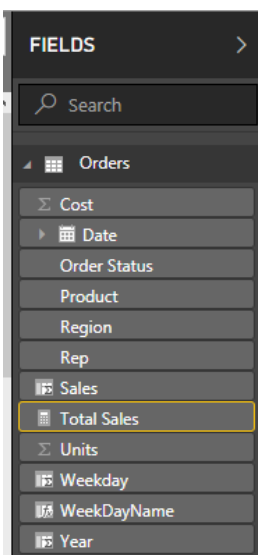 FIELDS
Search
Orders
Σ Cost
Date
Order Status
Product
Region
Rep
Sales
Total Sales
Σ Units
Weekday
WeekDayName
Year